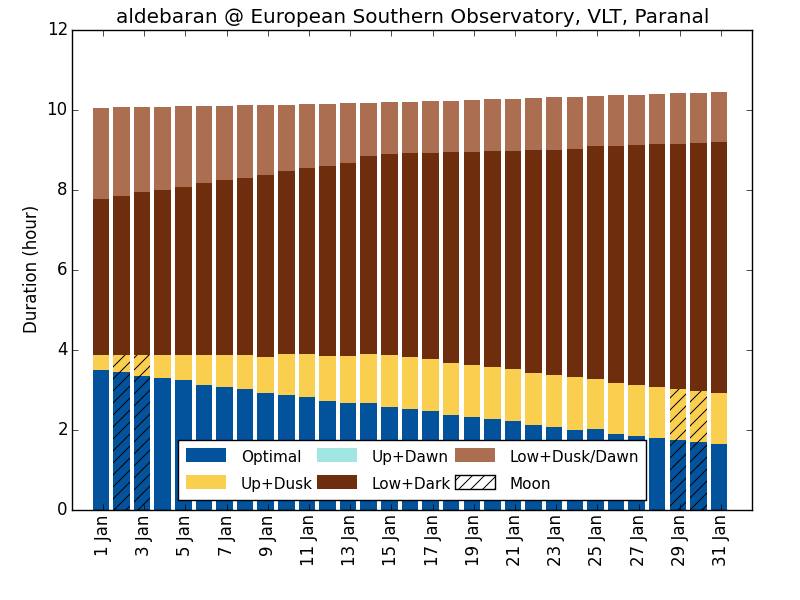 aldebaran @ European Southern Observatory, VLT, Paranal
12
10
8
6
4
2
0
Duration (hour)
Optimal
Up+Dawn
Low+Dusk/Dawn
Up+Dusk
Low+Dark
Moon
1 Jan
3 Jan
5 Jan
7 Jan
9 Jan
11 Jan
13 Jan
15 Jan
17 Jan
19 Jan
21 Jan
23 Jan
25 Jan
27 Jan
29 Jan
31 Jan